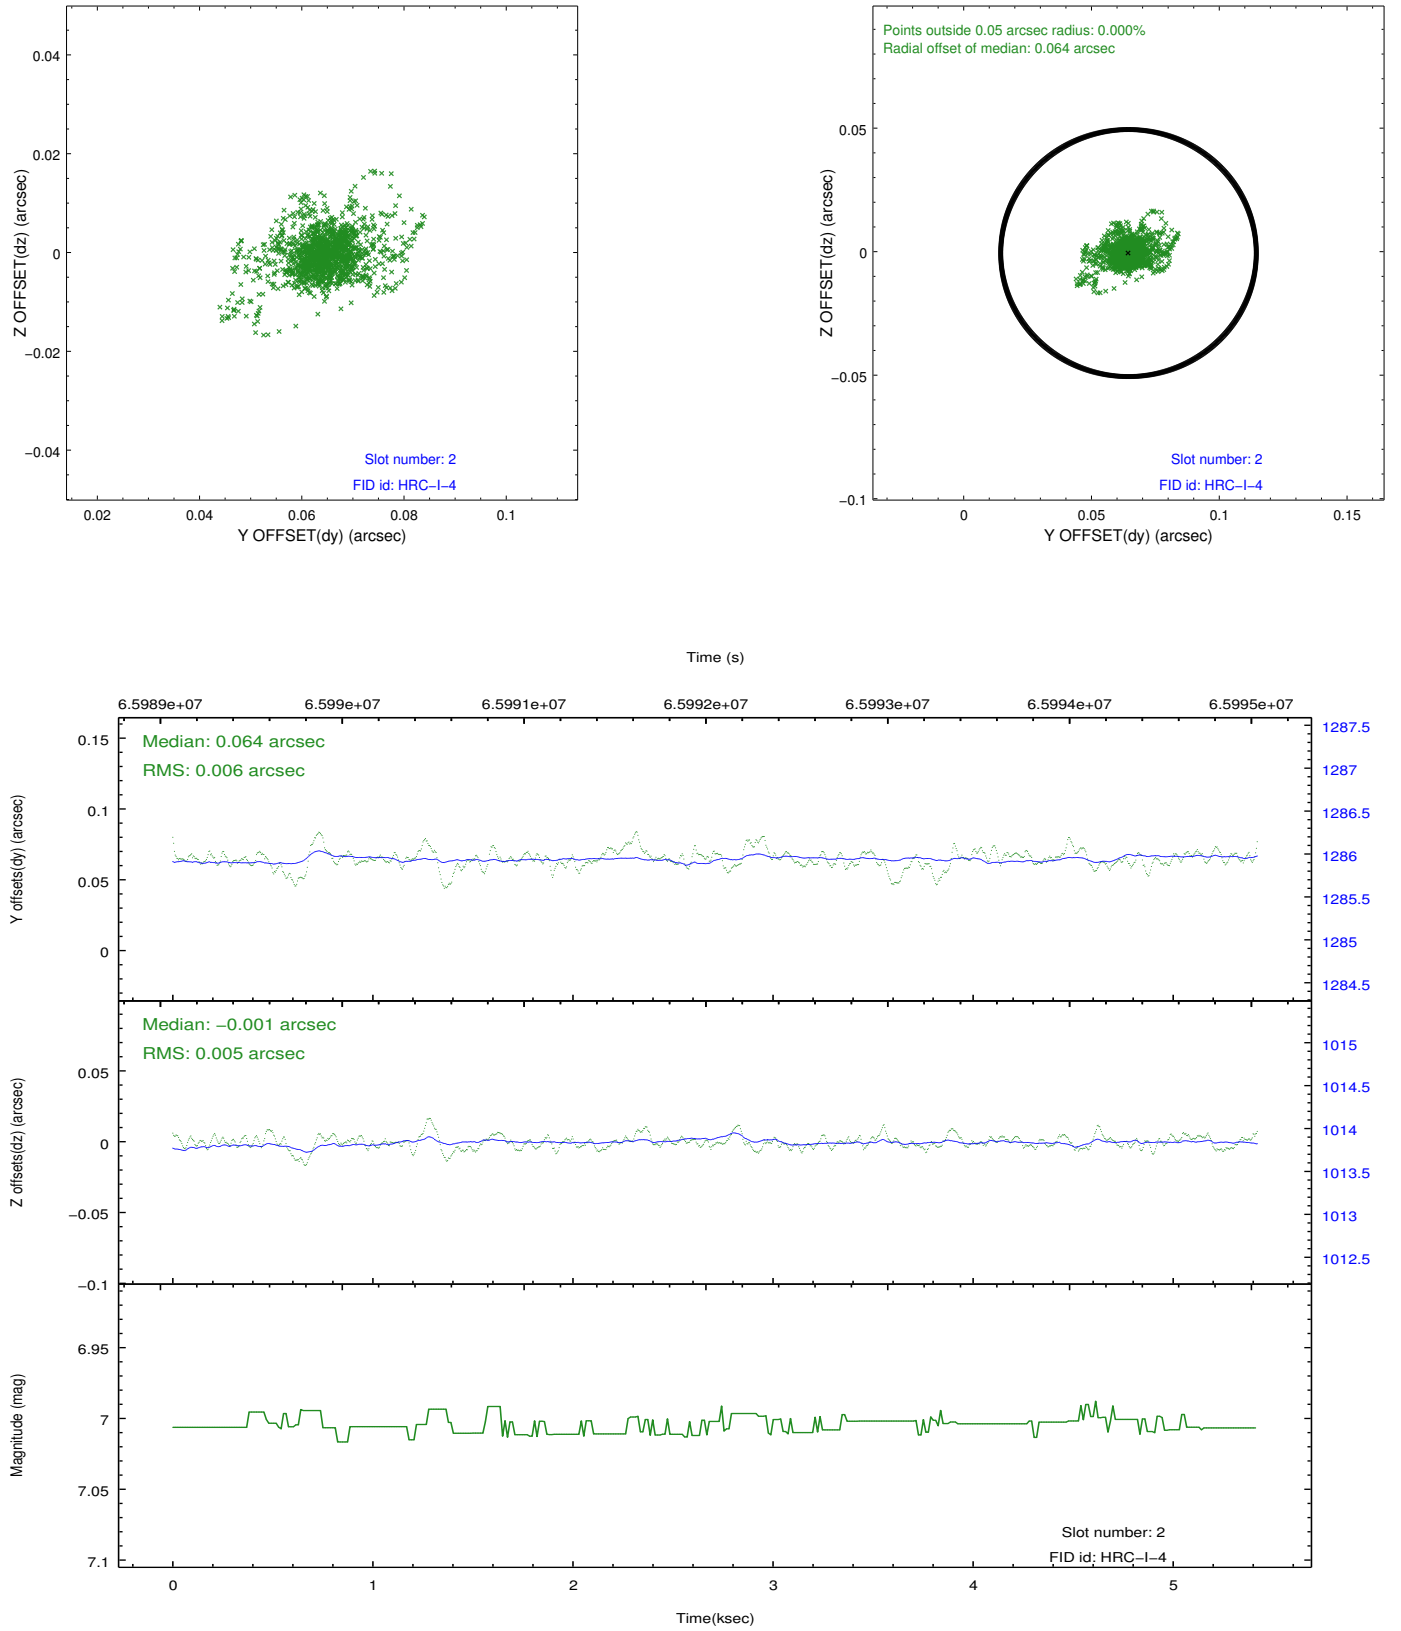 0.04
0.02
0
−0.02
−0.04
Z OFFSET(dz) (arcsec)
Slot number: 2
FID id: HRC−I−4
0.02 0.04 0.06 0.08 0.1
Y OFFSET(dy) (arcsec)
Points outside 0.05 arcsec radius: 0.000%
Radial offset of median: 0.064 arcsec
0.05
0
−0.05
−0.1
Z OFFSET(dz) (arcsec)
Slot number: 2
FID id: HRC−I−4
0 0.05 0.1 0.15
Y OFFSET(dy) (arcsec)
Time (s)
6.5989e+07 6.599e+07 6.5991e+07 6.5992e+07 6.5993e+07 6.5994e+07 6.5995e+07
Median: 0.064 arcsec
RMS: 0.006 arcsec
0.15
0.1
0.05
0
Y offsets(dy) (arcsec)
1287.5
1287
1286.5
1286
1285.5
1285
1284.5
Median: −0.001 arcsec
RMS: 0.005 arcsec
0.05
0
−0.05
−0.1
Z offsets(dz) (arcsec)
1015
1014.5
1014
1013.5
1013
1012.5
6.95
7
7.05
7.1
Magnitude (mag)
Slot number: 2
FID id: HRC−I−4
0 1 2 3 4 5
Time(ksec)